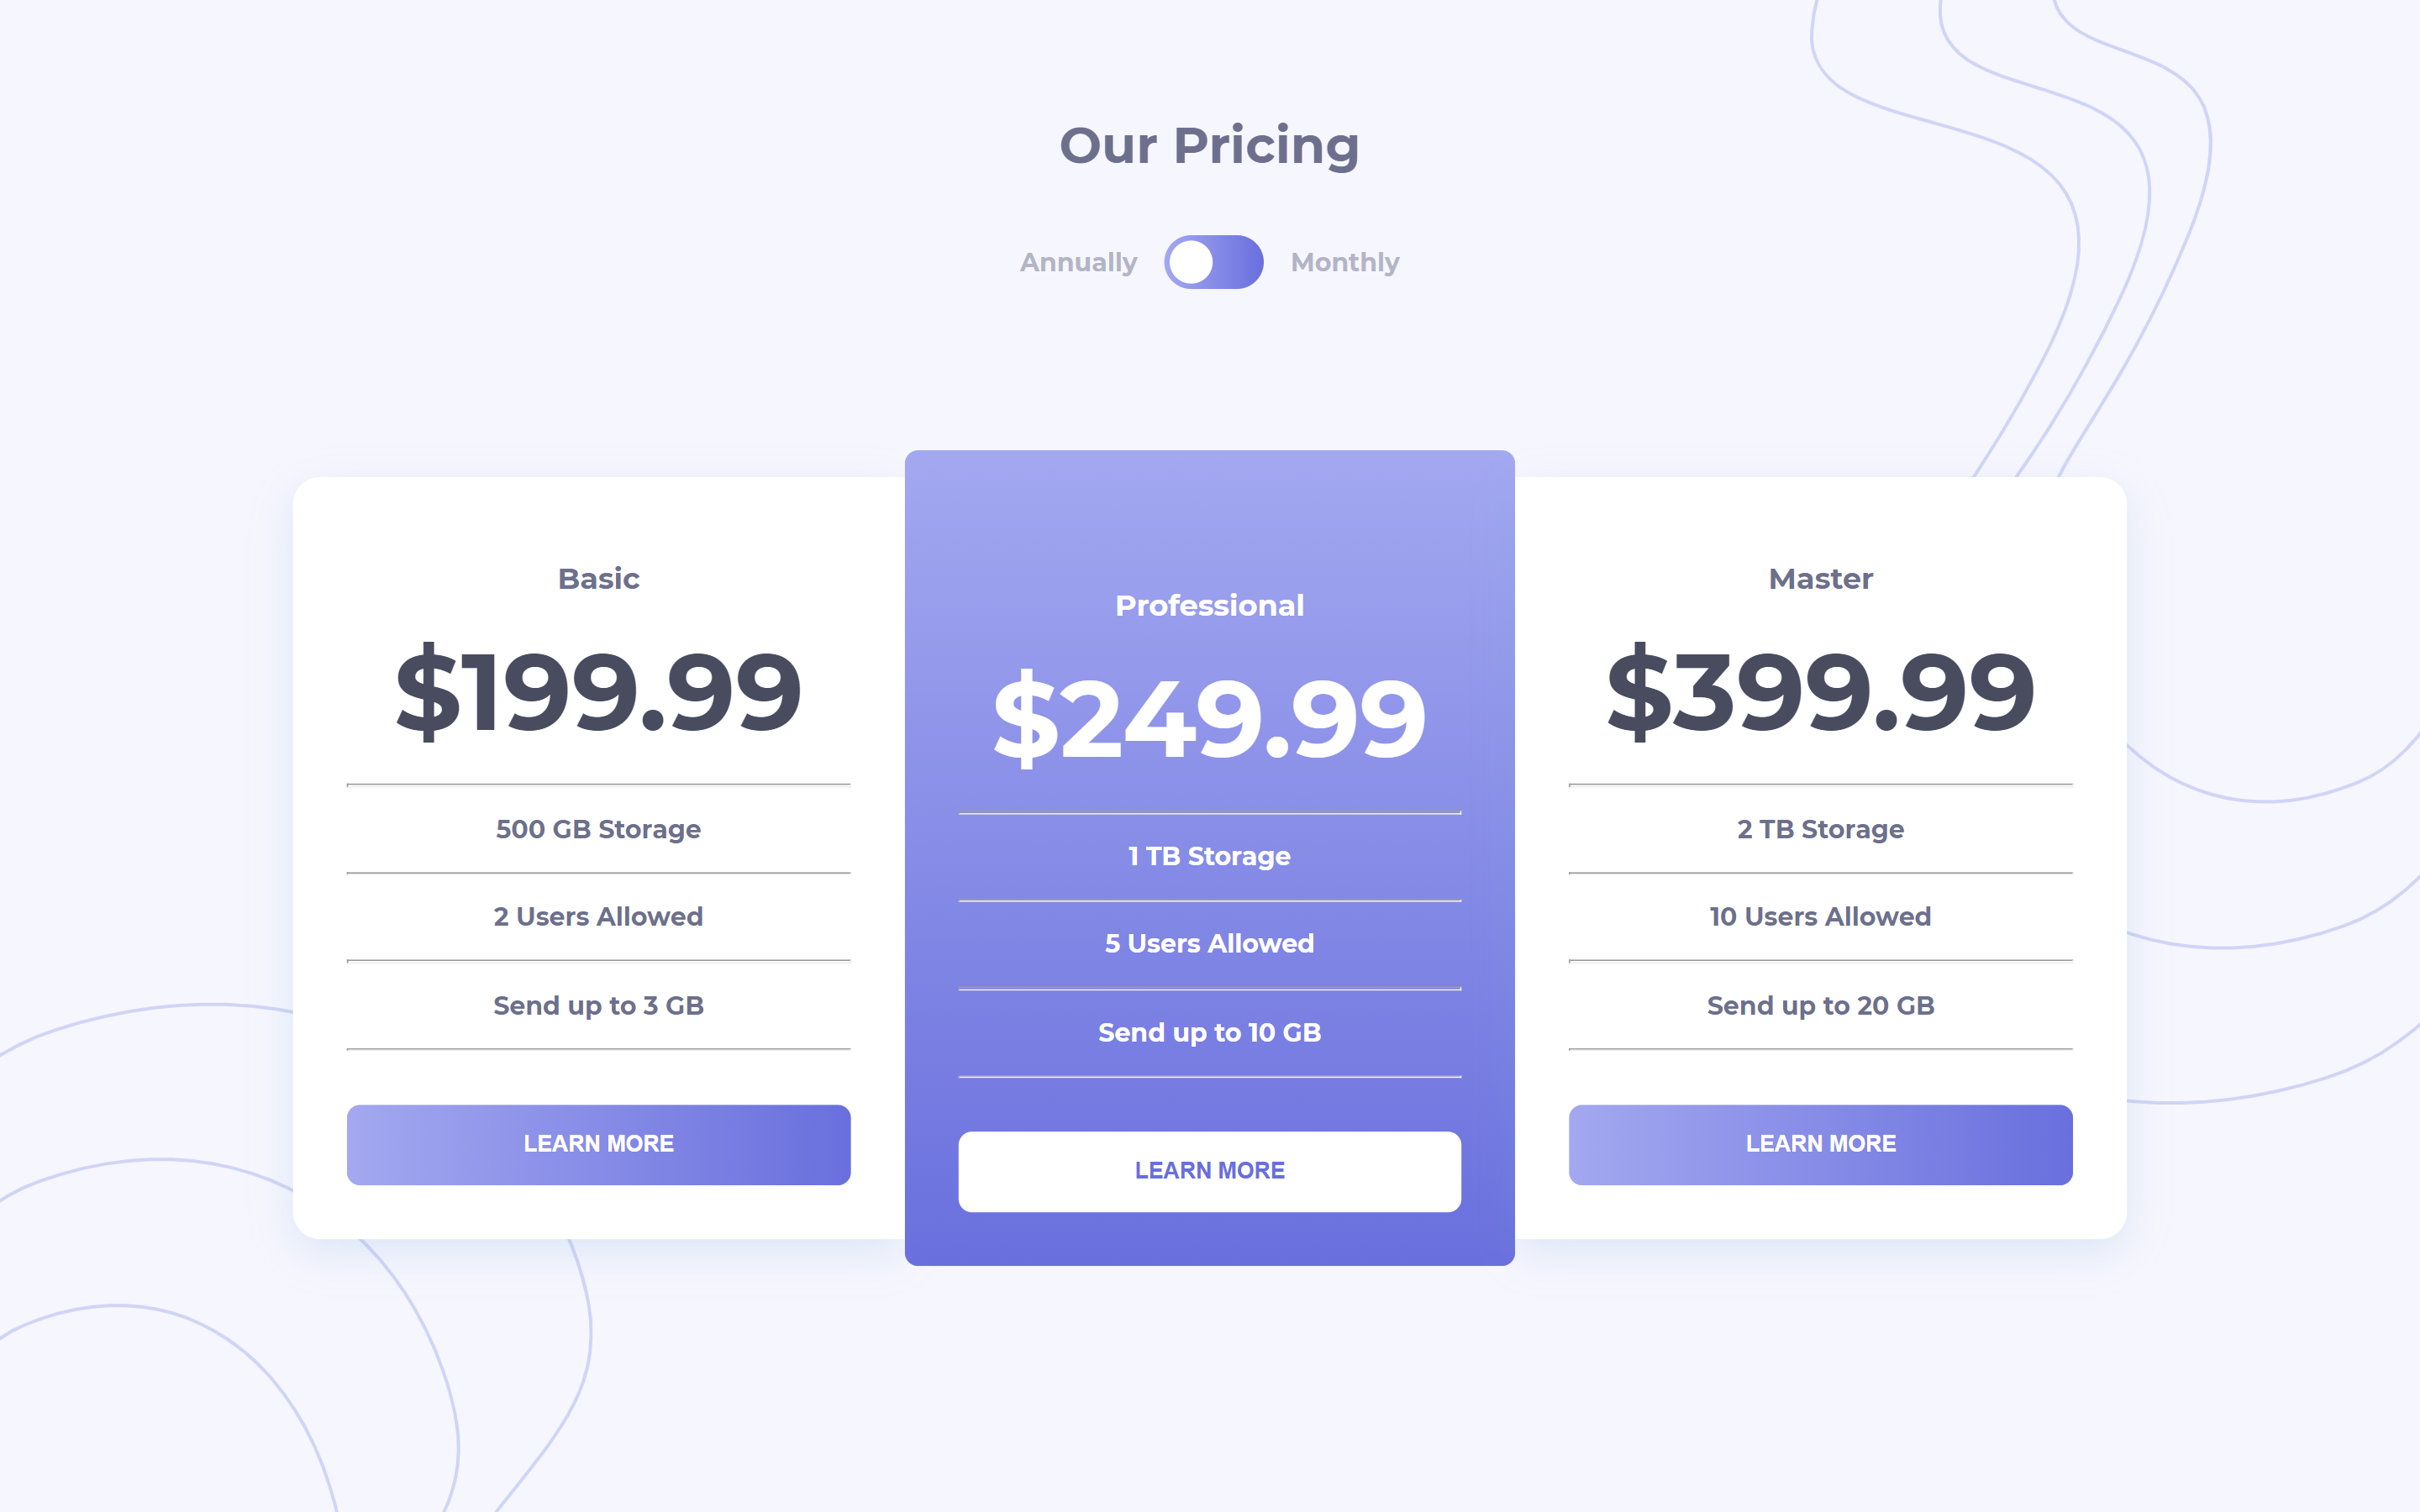 Our Pricing
Annually
Monthly
Basic
$199.99
500 GB Storage
2 Users Allowed
Send up to 3 GB
LEARN MORE
Professional
$249.99
1 TB Storage
5 Users Allowed
Send up to 10 GB
LEARN MORE
Master
$399.99
2 TB Storage
10 Users Allowed
Send up to 20 GB
LEARN MORE